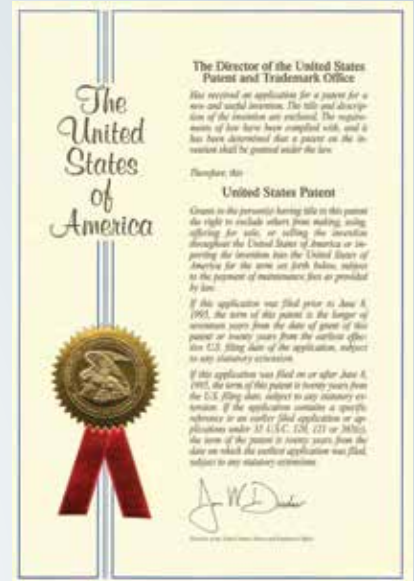 The
United
States
of
America
The Director of the United States
Patent and Trademark Office
Has received an application for a patent for a
new and useful invention. The title and descrip-
tion of the invention are enclosed. The require-
ments of law have been complied with, and it
has been determined that a patent on the in-
vention shall be granted under the law.
Therefore, this
United States Patent
Grants to the person(s) having title to this patent
the right to exclude others from making, using,
offering for sale, or selling the invention
throughout the United States of America or im-
porting the invention into the United States of
America for the term set forth below, subject
to the payment of maintenance fees as provided
by law.
If this application was filed prior to June 8,
1995, the term of this patent is the longer of
seventeen years from the date of grant of this
patent or twenty years from the earliest effec-
tive U.S. filing date of the application, subject
to any statutory extension.
If this application was filed on or after June 8,
1995, the term of this patent is twenty years from
the U.S. filing date, subject to any statutory ex-
tension. If the application contains a specific
reference to an earlier filed application or ap-
plications under 35 U.S.C. 120, 121 or 365(c),
the term of the patent is twenty years from the
date on which the earliest application was filed,
subject to any statutory extensions.